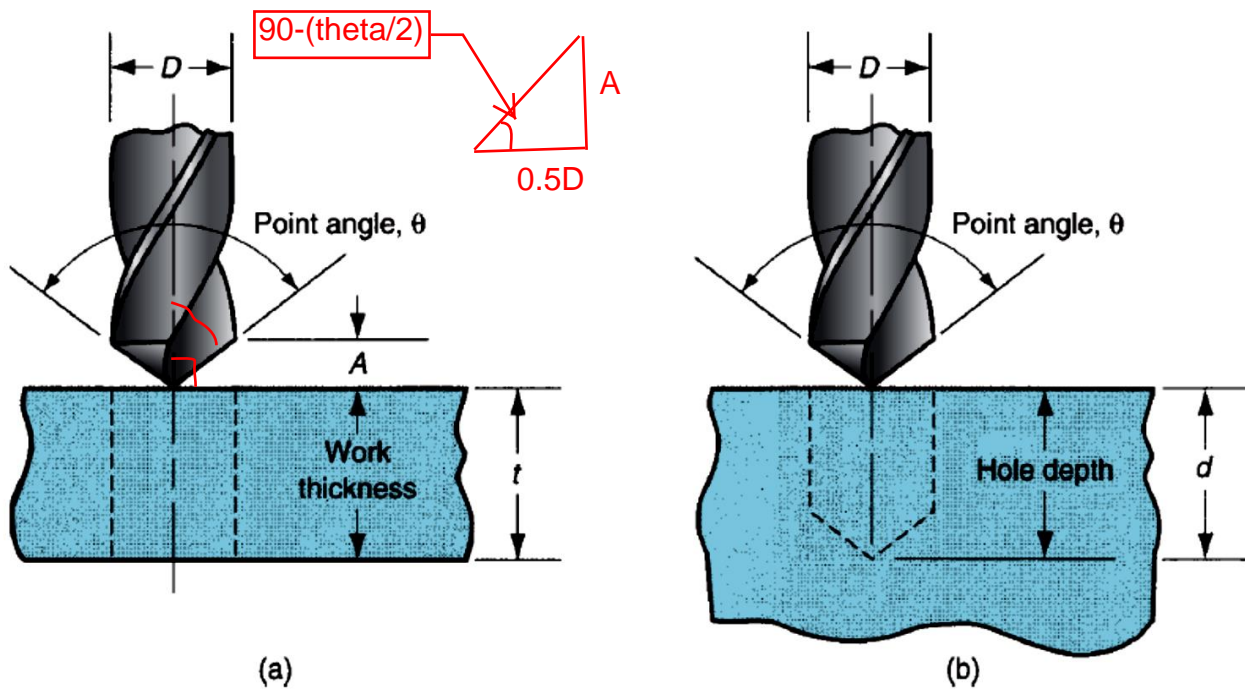 90-(theta/2)
D
A
0.5D
Point angle, θ
A
Work
thickness
t
(a)
D
Point angle, θ
Hole depth
d
(b)